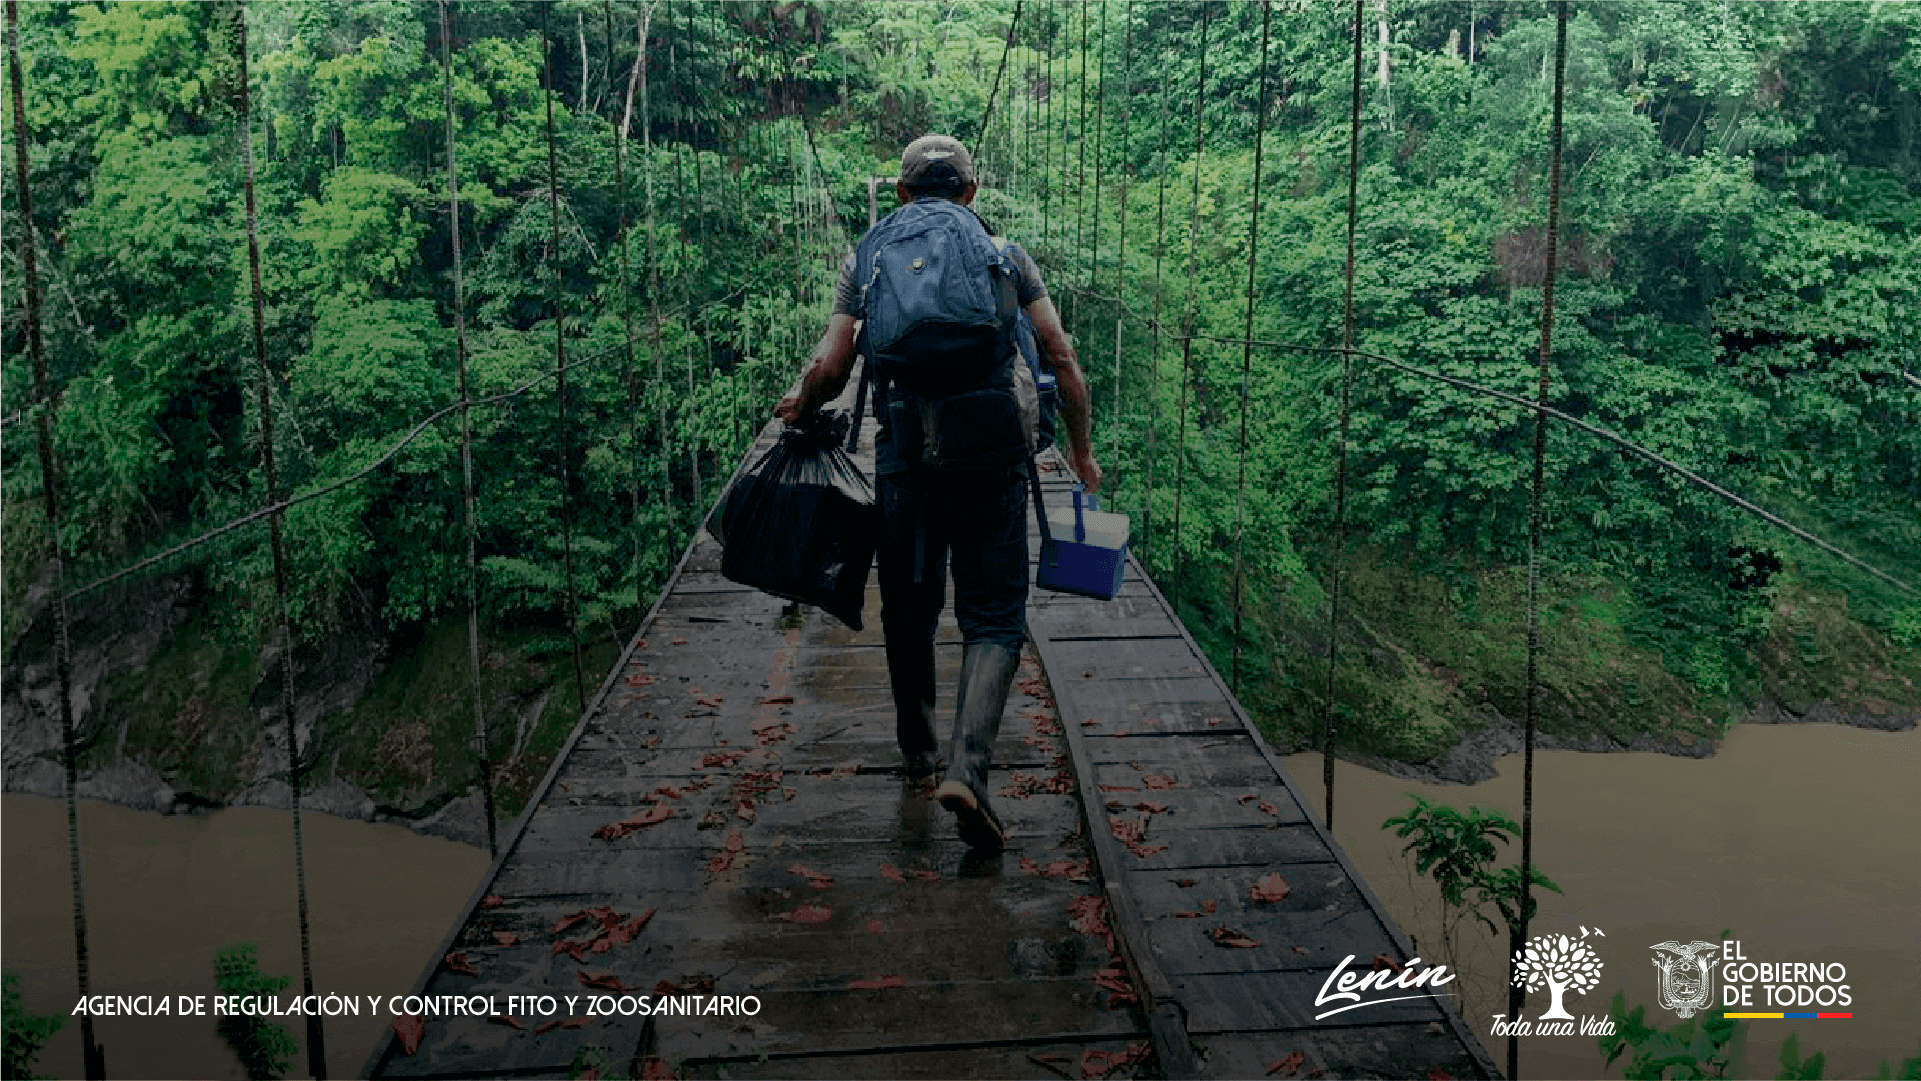 AGENCIA DE REGULACIÓN Y CONTROL FITO Y ZOOSANITARIO
Lenín
Toda una Vida
EL
GOBIERNO
DE TODOS